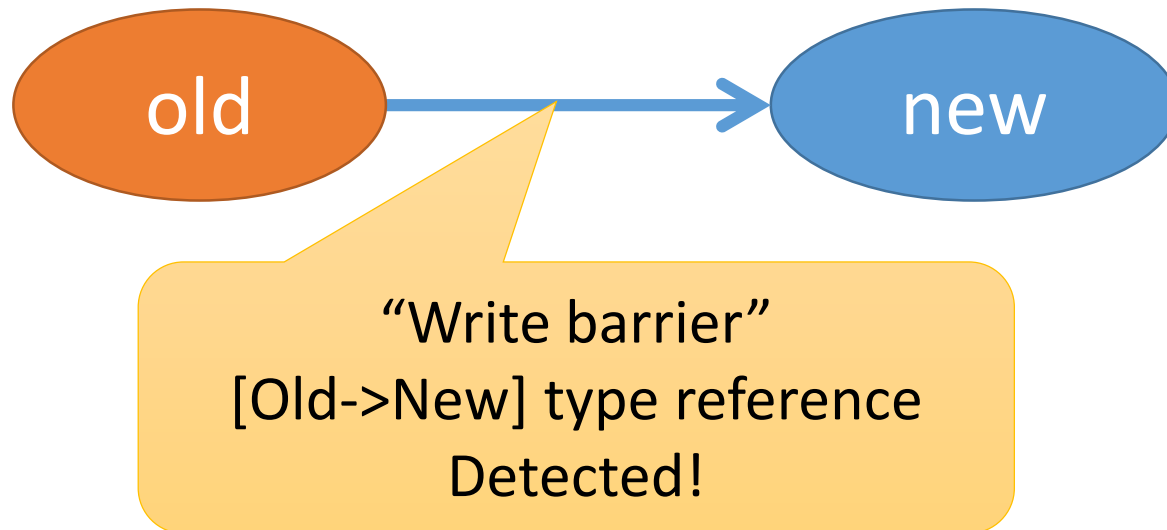 old
new
“Write barrier”
[Old->New] type reference
Detected!